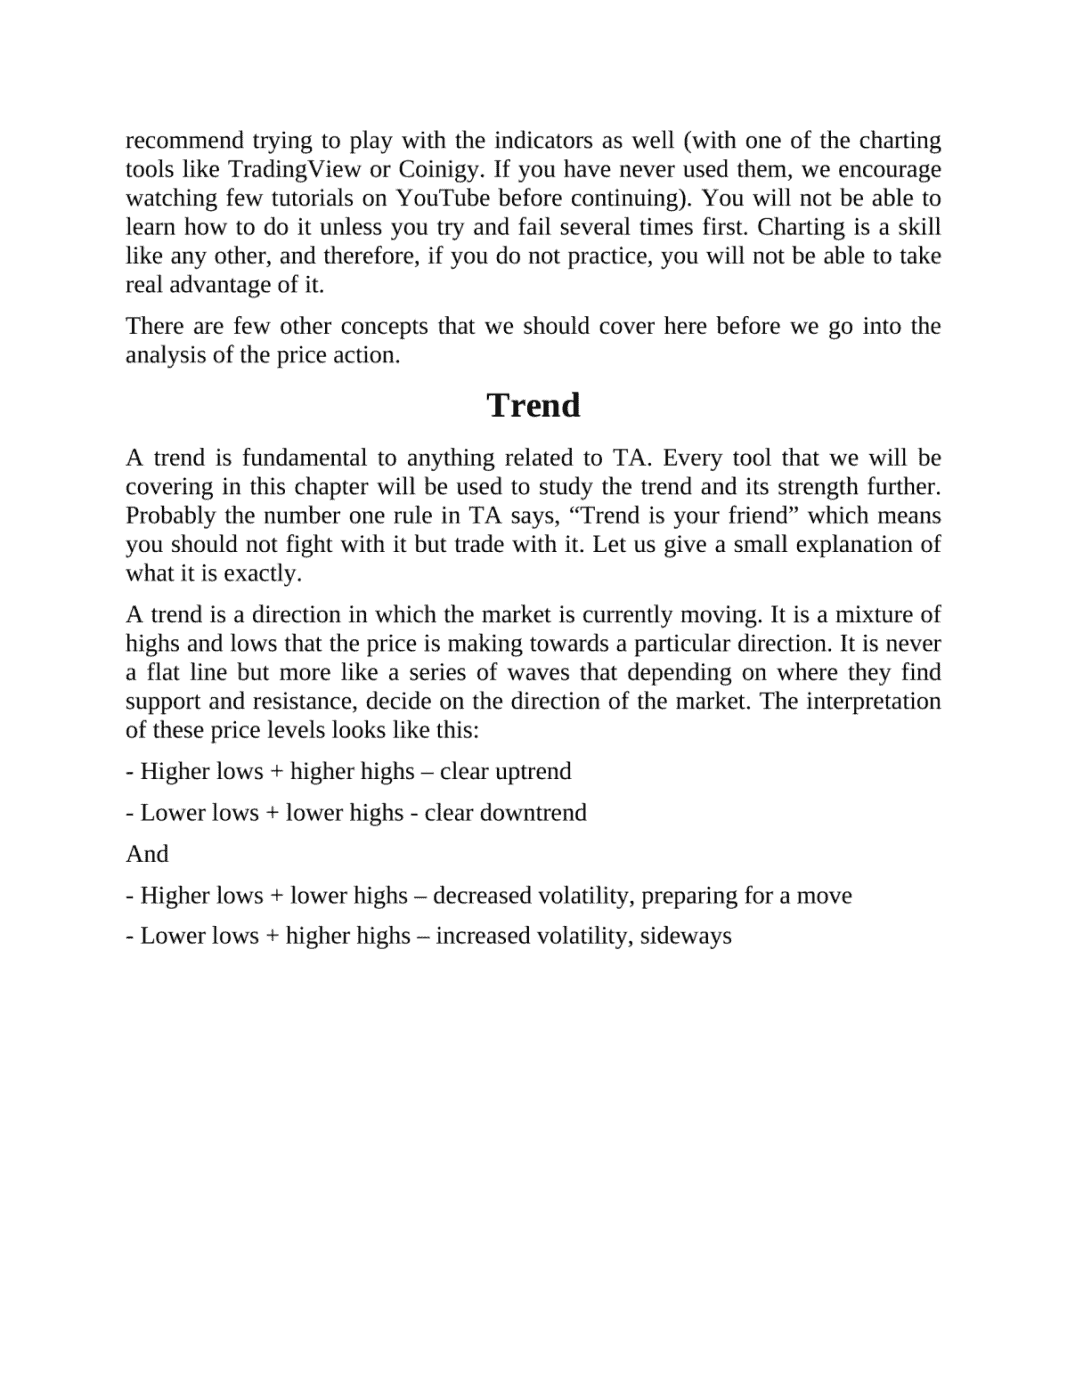 recommend trying to play with the indicators as well (with one of the charting
tools like TradingView or Coinigy. If you have never used them, we encourage
watching few tutorials on YouTube before continuing). You will not be able to
learn how to do it unless you try and fail several times first. Charting is a skill
like any other, and therefore, if you do not practice, you will not be able to take
real advantage of it.
There are few other concepts that we should cover here before we go into the
analysis of the price action.
Trend
A trend is fundamental to anything related to TA. Every tool that we will be
covering in this chapter will be used to study the trend and its strength further.
Probably the number one rule in TA says, “Trend is your friend” which means
you should not fight with it but trade with it. Let us give a small explanation of
what it is exactly.
A trend is a direction in which the market is currently moving. It is a mixture of
highs and lows that the price is making towards a particular direction. It is never
a flat line but more like a series of waves that depending on where they find
support and resistance, decide on the direction of the market. The interpretation
of these price levels looks like this:
- Higher lows + higher highs – clear uptrend
- Lower lows + lower highs - clear downtrend
And
- Higher lows + lower highs – decreased volatility, preparing for a move
- Lower lows + higher highs – increased volatility, sideways